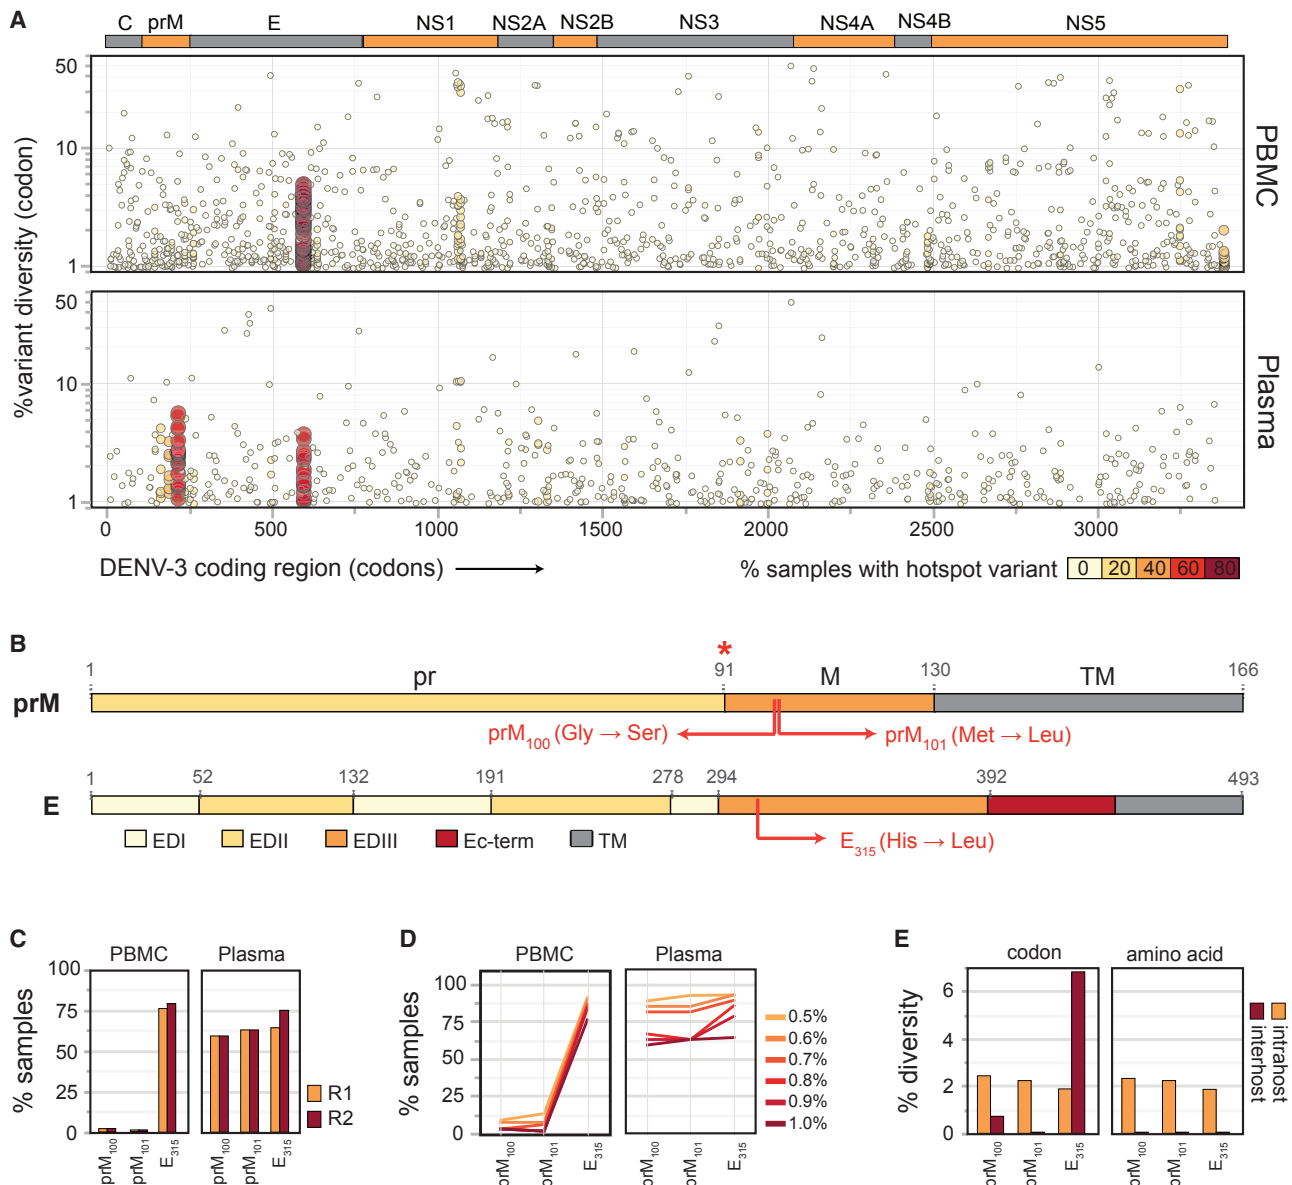 A
C prM E NS1 NS2A NS2B NS3 NS4A NS4B NS5
%variant diversity (codon)
50
10
1
PBMC
50
10
1
Plasma
0 500 1000 1500 2000 2500 3000
DENV-3 coding region (codons)
% samples with hotspot variant 0 20 40 60 80
B
*
1 pr 91 M 130 TM 166
prM
prM100 (Gly → Ser)
prM101 (Met → Leu)
1 52 132 191 278 294 392 493
E
EDI EDII EDIII Ec-term TM
E315 (His → Leu)
C
PBMC Plasma
% samples
100
75
50
25
0
prM100 prM101 E315 prM100 prM101 E315
R1
R2
D
PBMC Plasma
% samples
100
75
50
25
0
prM100 prM101 E315 prM100 prM101 E315
0.5%
0.6%
0.7%
0.8%
0.9%
1.0%
E
codon amino acid
% diversity
6
4
2
0
prM100 prM101 E315 prM100 prM101 E315
intrahost
interhost